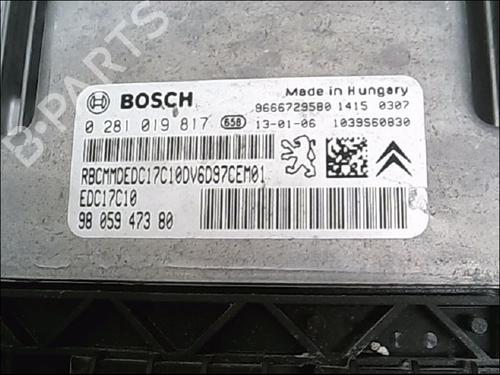 B-PARTS
BOSCH
Made in Hungary
9666729580 1415 0307
0 281 019 817 658 13-01-06 1039S60830
RBCMMDEDC17C10DV6D97CEM01
EDC17C10
98 059 473 80